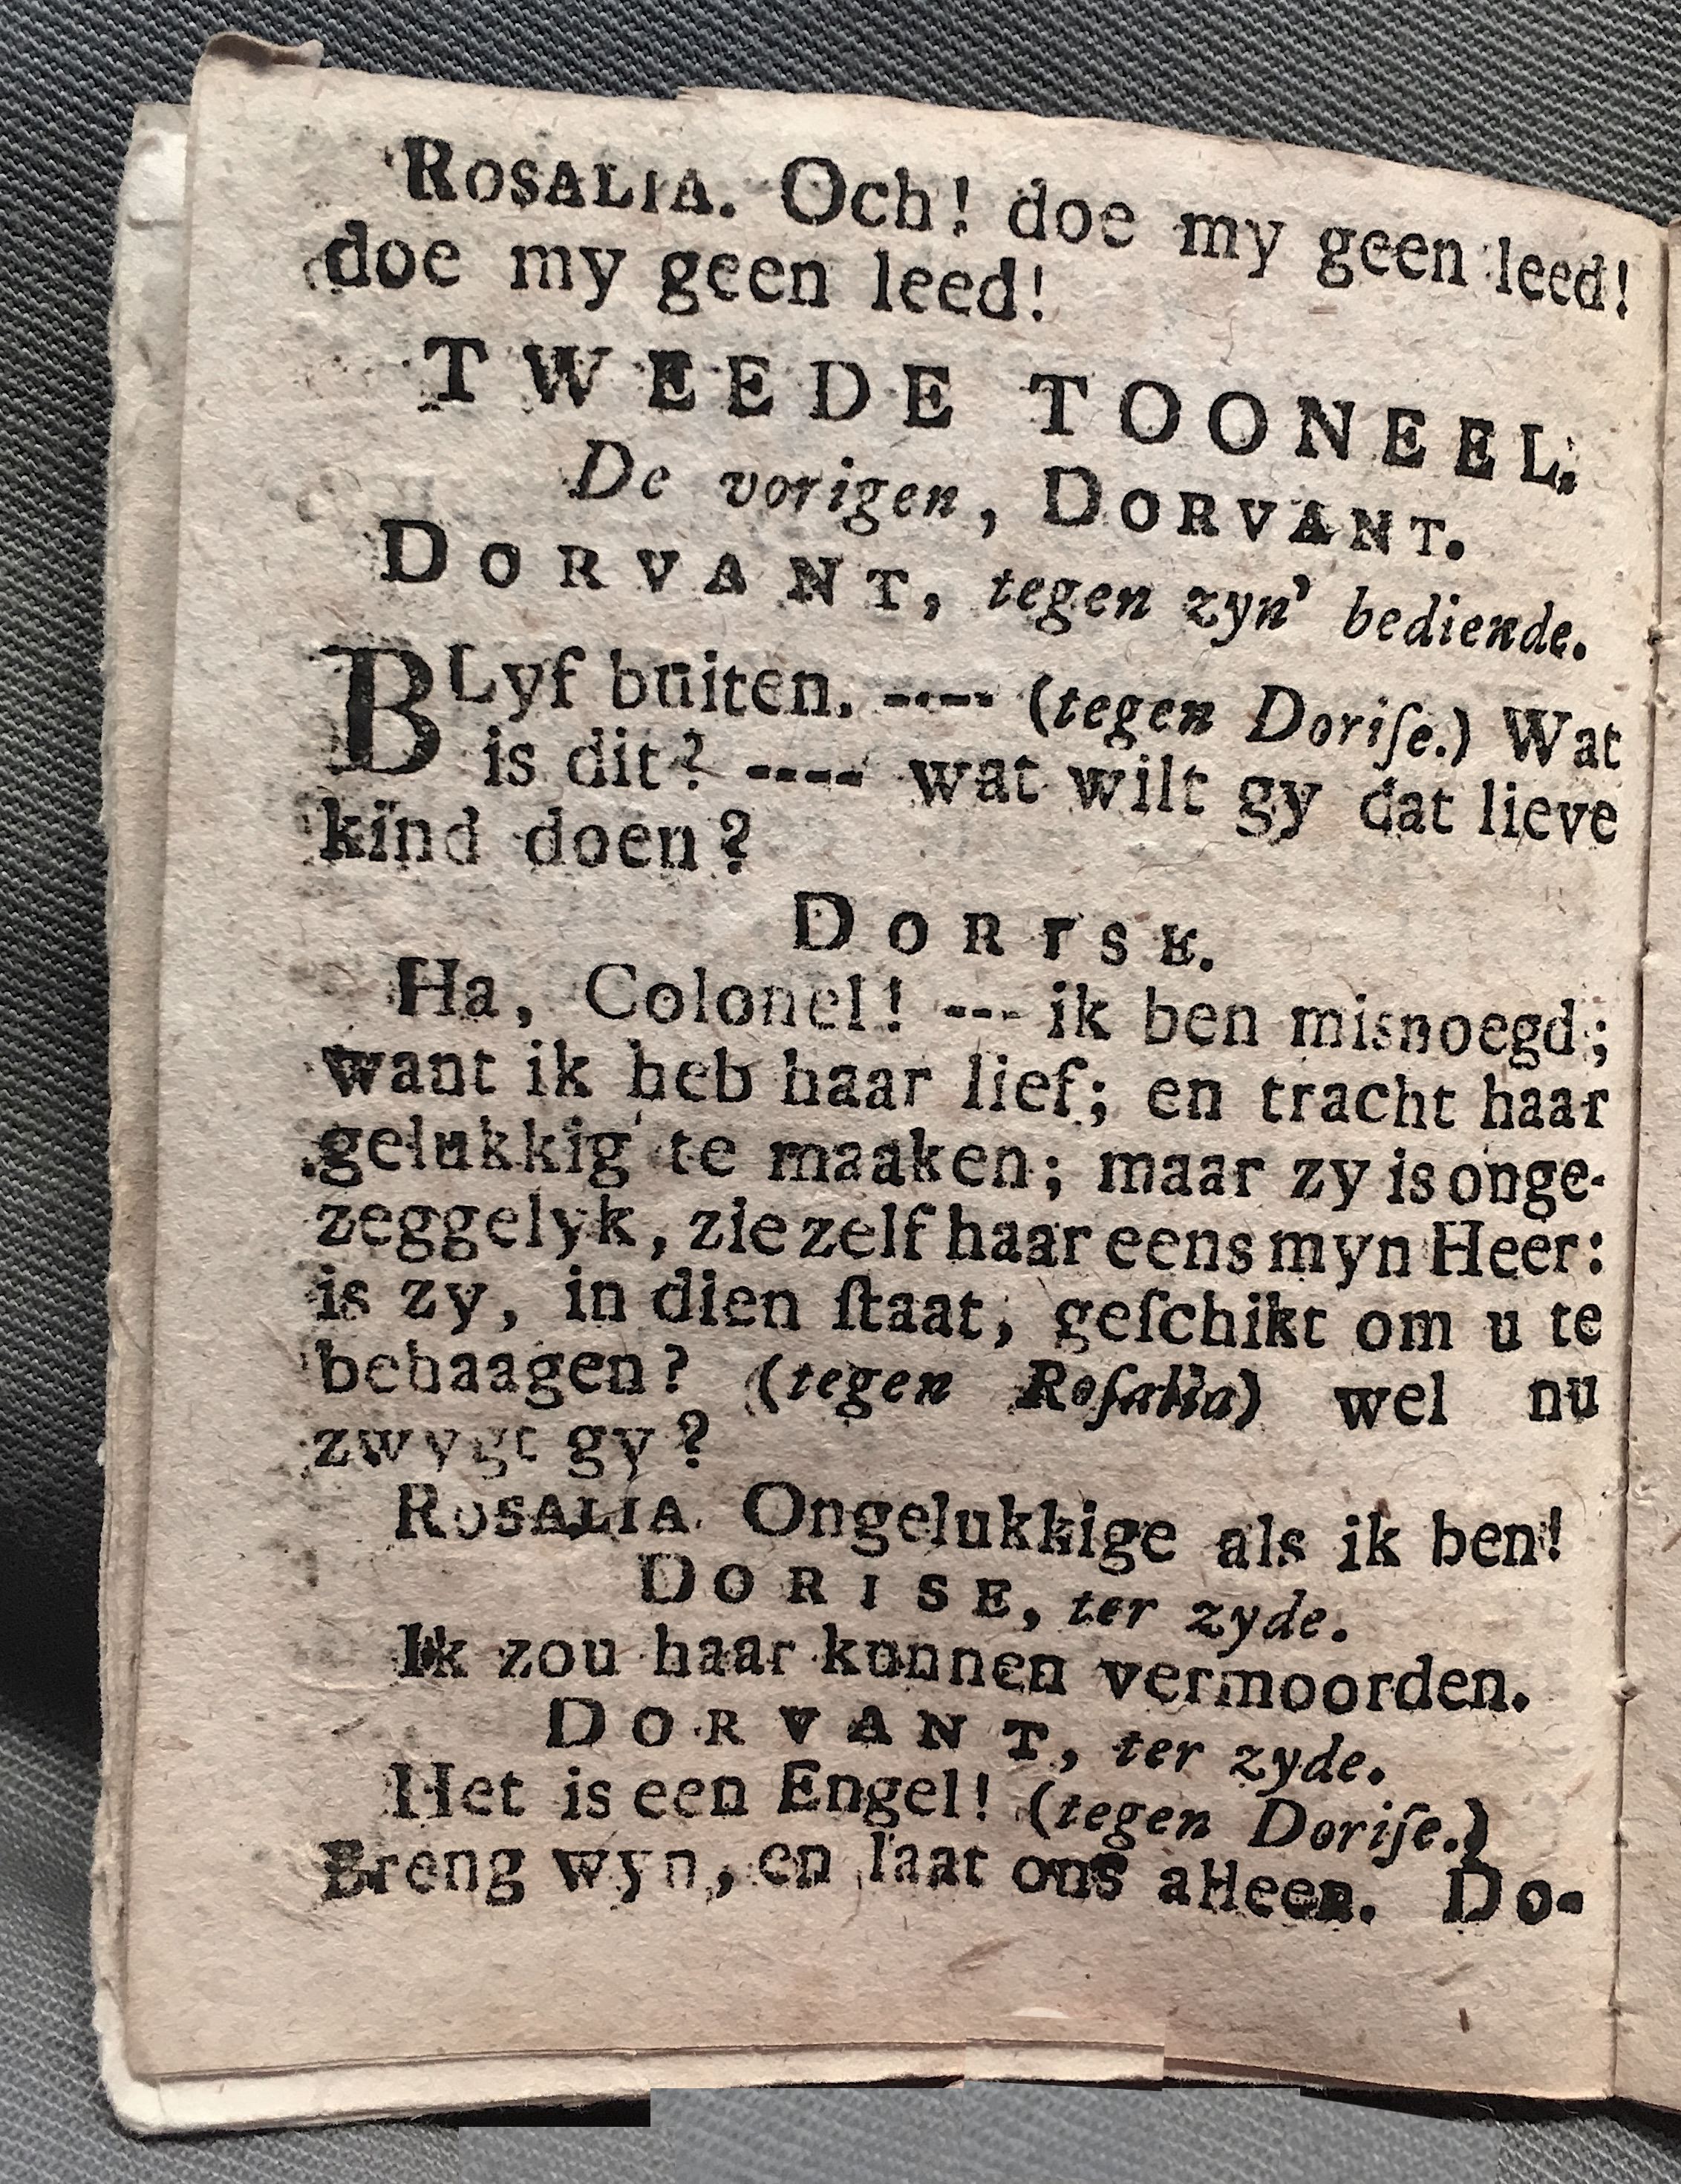 ROSALIA. Och! doe my geen leed!
doe my geen leed!
TWEEDE TOONEEL.
De vorigen, DORVANT.
DORVANT, tegen zyn' bediende.
BLyf buiten. ---- (tegen Doriſe.) Wat
is dit? ---- wat wilt gy dat lieve
kind doen?
DORISE.
Ha, Colonel! --- ik ben misnoegd;
want ik heb haar lief; en tracht haar
gelukkig te maaken; maar zy is onge-
zeggelyk, zie zelf haar eens myn Heer:
is zy, in dien ſtaat, geſchikt om u te
behaagen? (tegen Roſalia) wel nu
zwygt gy?
ROSALIA. Ongelukkige als ik ben!
DORISE, ter zyde.
Ik zou haar kunnen vermoorden.
DORVANT, ter zyde.
Het is een Engel! (tegen Doriſe.)
Breng wyn, en laat ons alleen. Do-